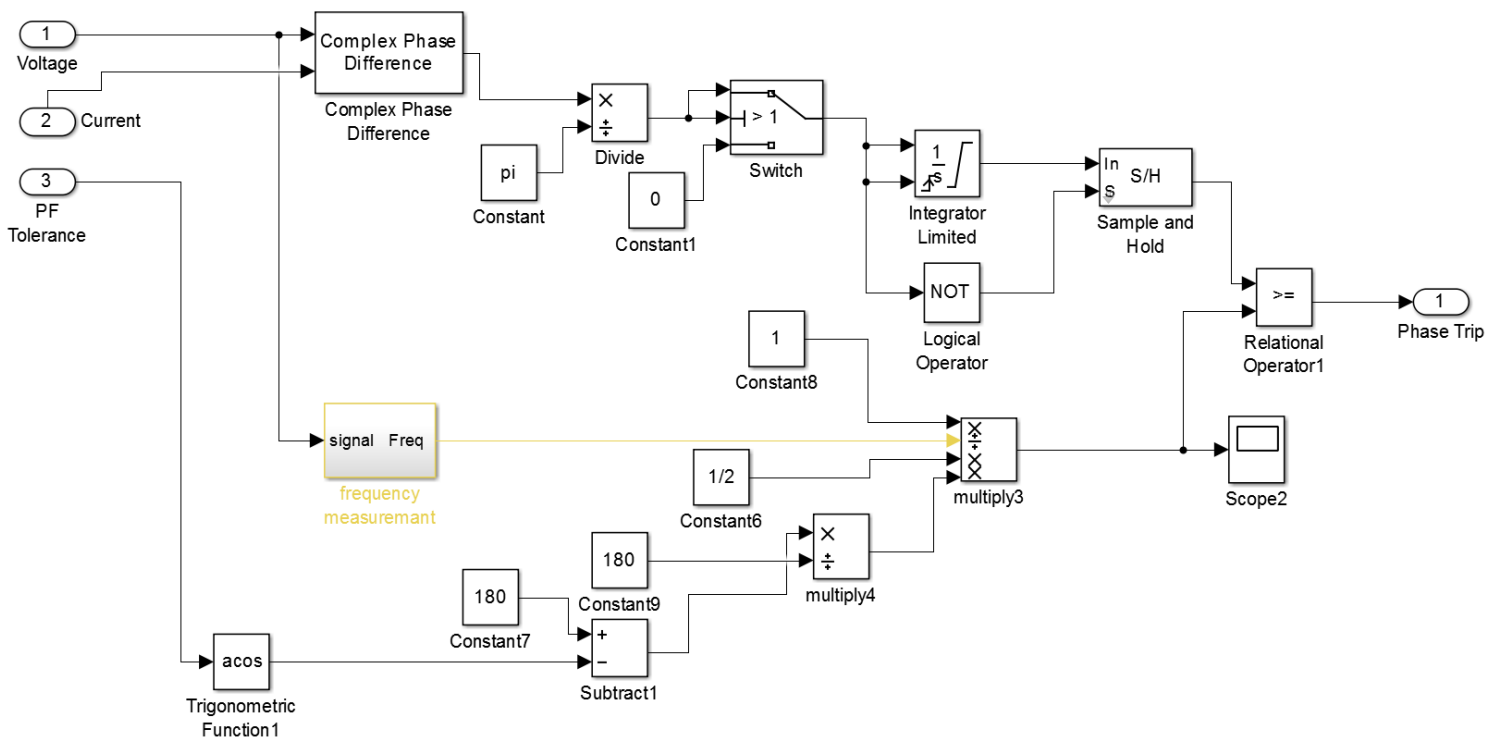 1
Voltage
2
Current
3
PF
Tolerance
Complex Phase
Difference
Complex Phase
Difference
×
÷
Divide
pi
Constant
> 1
Switch
0
Constant1
1
s
Integrator
Limited
In
S/H
S
Sample and
Hold
NOT
Logical
Operator
>=
Relational
Operator1
1
Phase Trip
1
Constant8
signal Freq
frequency
measuremant
1/2
Constant6
×
÷
×
×
multiply3
Scope2
180
Constant9
×
÷
multiply4
180
Constant7
+
−
Subtract1
acos
Trigonometric
Function1